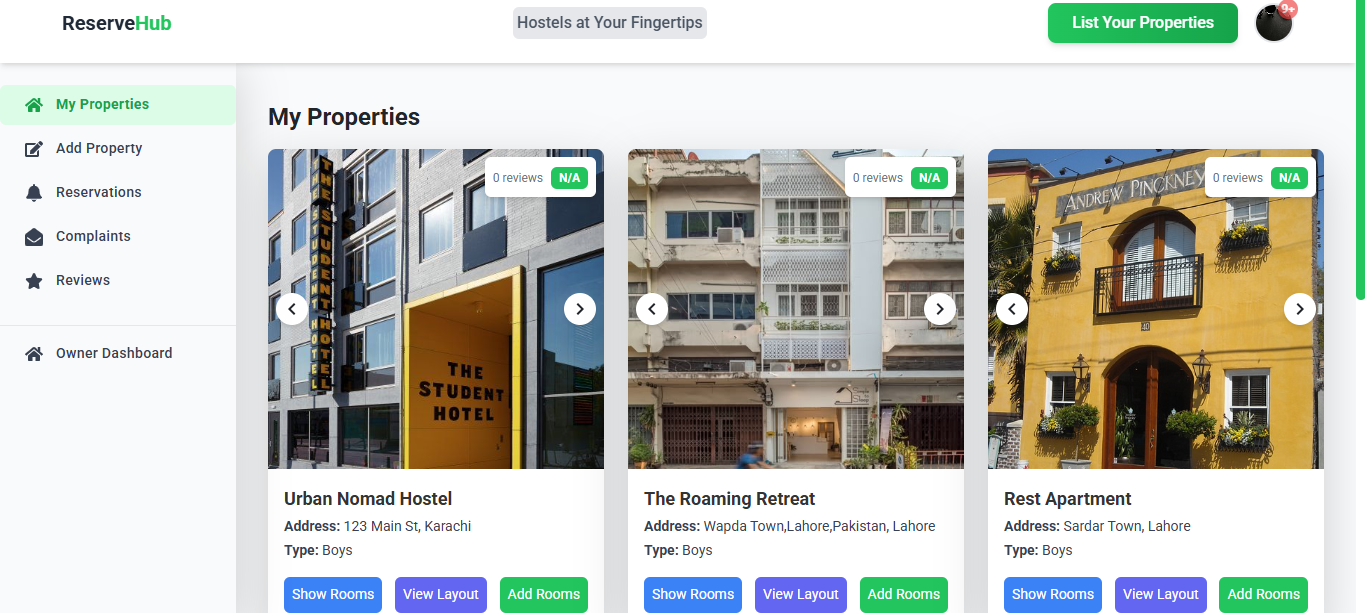 ReserveHub
Hostels at Your Fingertips
List Your Properties
9+
My Properties
Add Property
Reservations
Complaints
Reviews
Owner Dashboard
My Properties
0 reviews N/A
THE STUDENT HOTEL
THE
STUDENT
HOTEL
Urban Nomad Hostel
Address: 123 Main St, Karachi
Type: Boys
Show Rooms View Layout Add Rooms
0 reviews N/A
The Roaming Retreat
Address: Wapda Town,Lahore,Pakistan, Lahore
Type: Boys
Show Rooms View Layout Add Rooms
0 reviews N/A
ANDREW PINCKNEY
40
Rest Apartment
Address: Sardar Town, Lahore
Type: Boys
Show Rooms View Layout Add Rooms